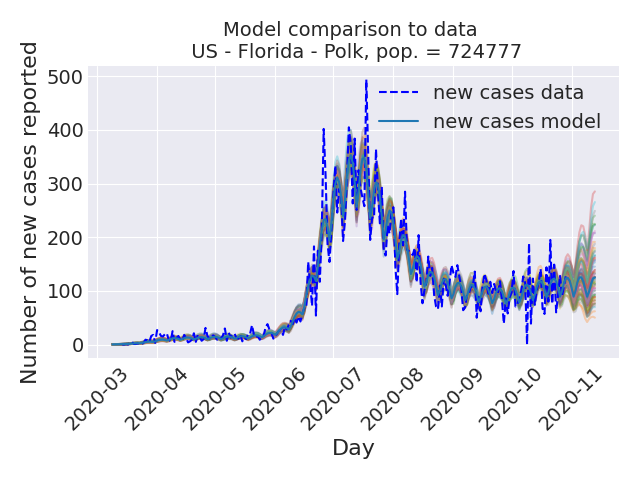 Model comparison to data
US - Florida - Polk, pop. = 724777
Number of new cases reported
500
400
300
200
100
0
new cases data
new cases model
2020-03
2020-04
2020-05
2020-06
2020-07
2020-08
2020-09
2020-10
2020-11
Day